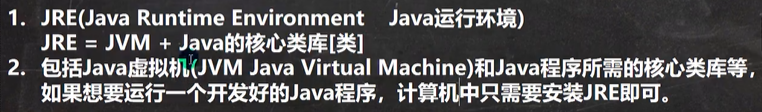 1. JRE(Java Runtime Environment Java运行环境)
JRE = JVM + Java的核心类库[类]
2. 包括Java虚拟机(JVM Java Virtual Machine)和Java程序所需的核心类库等，
如果想要运行一个开发好的Java程序，计算机中只需要安装JRE即可。